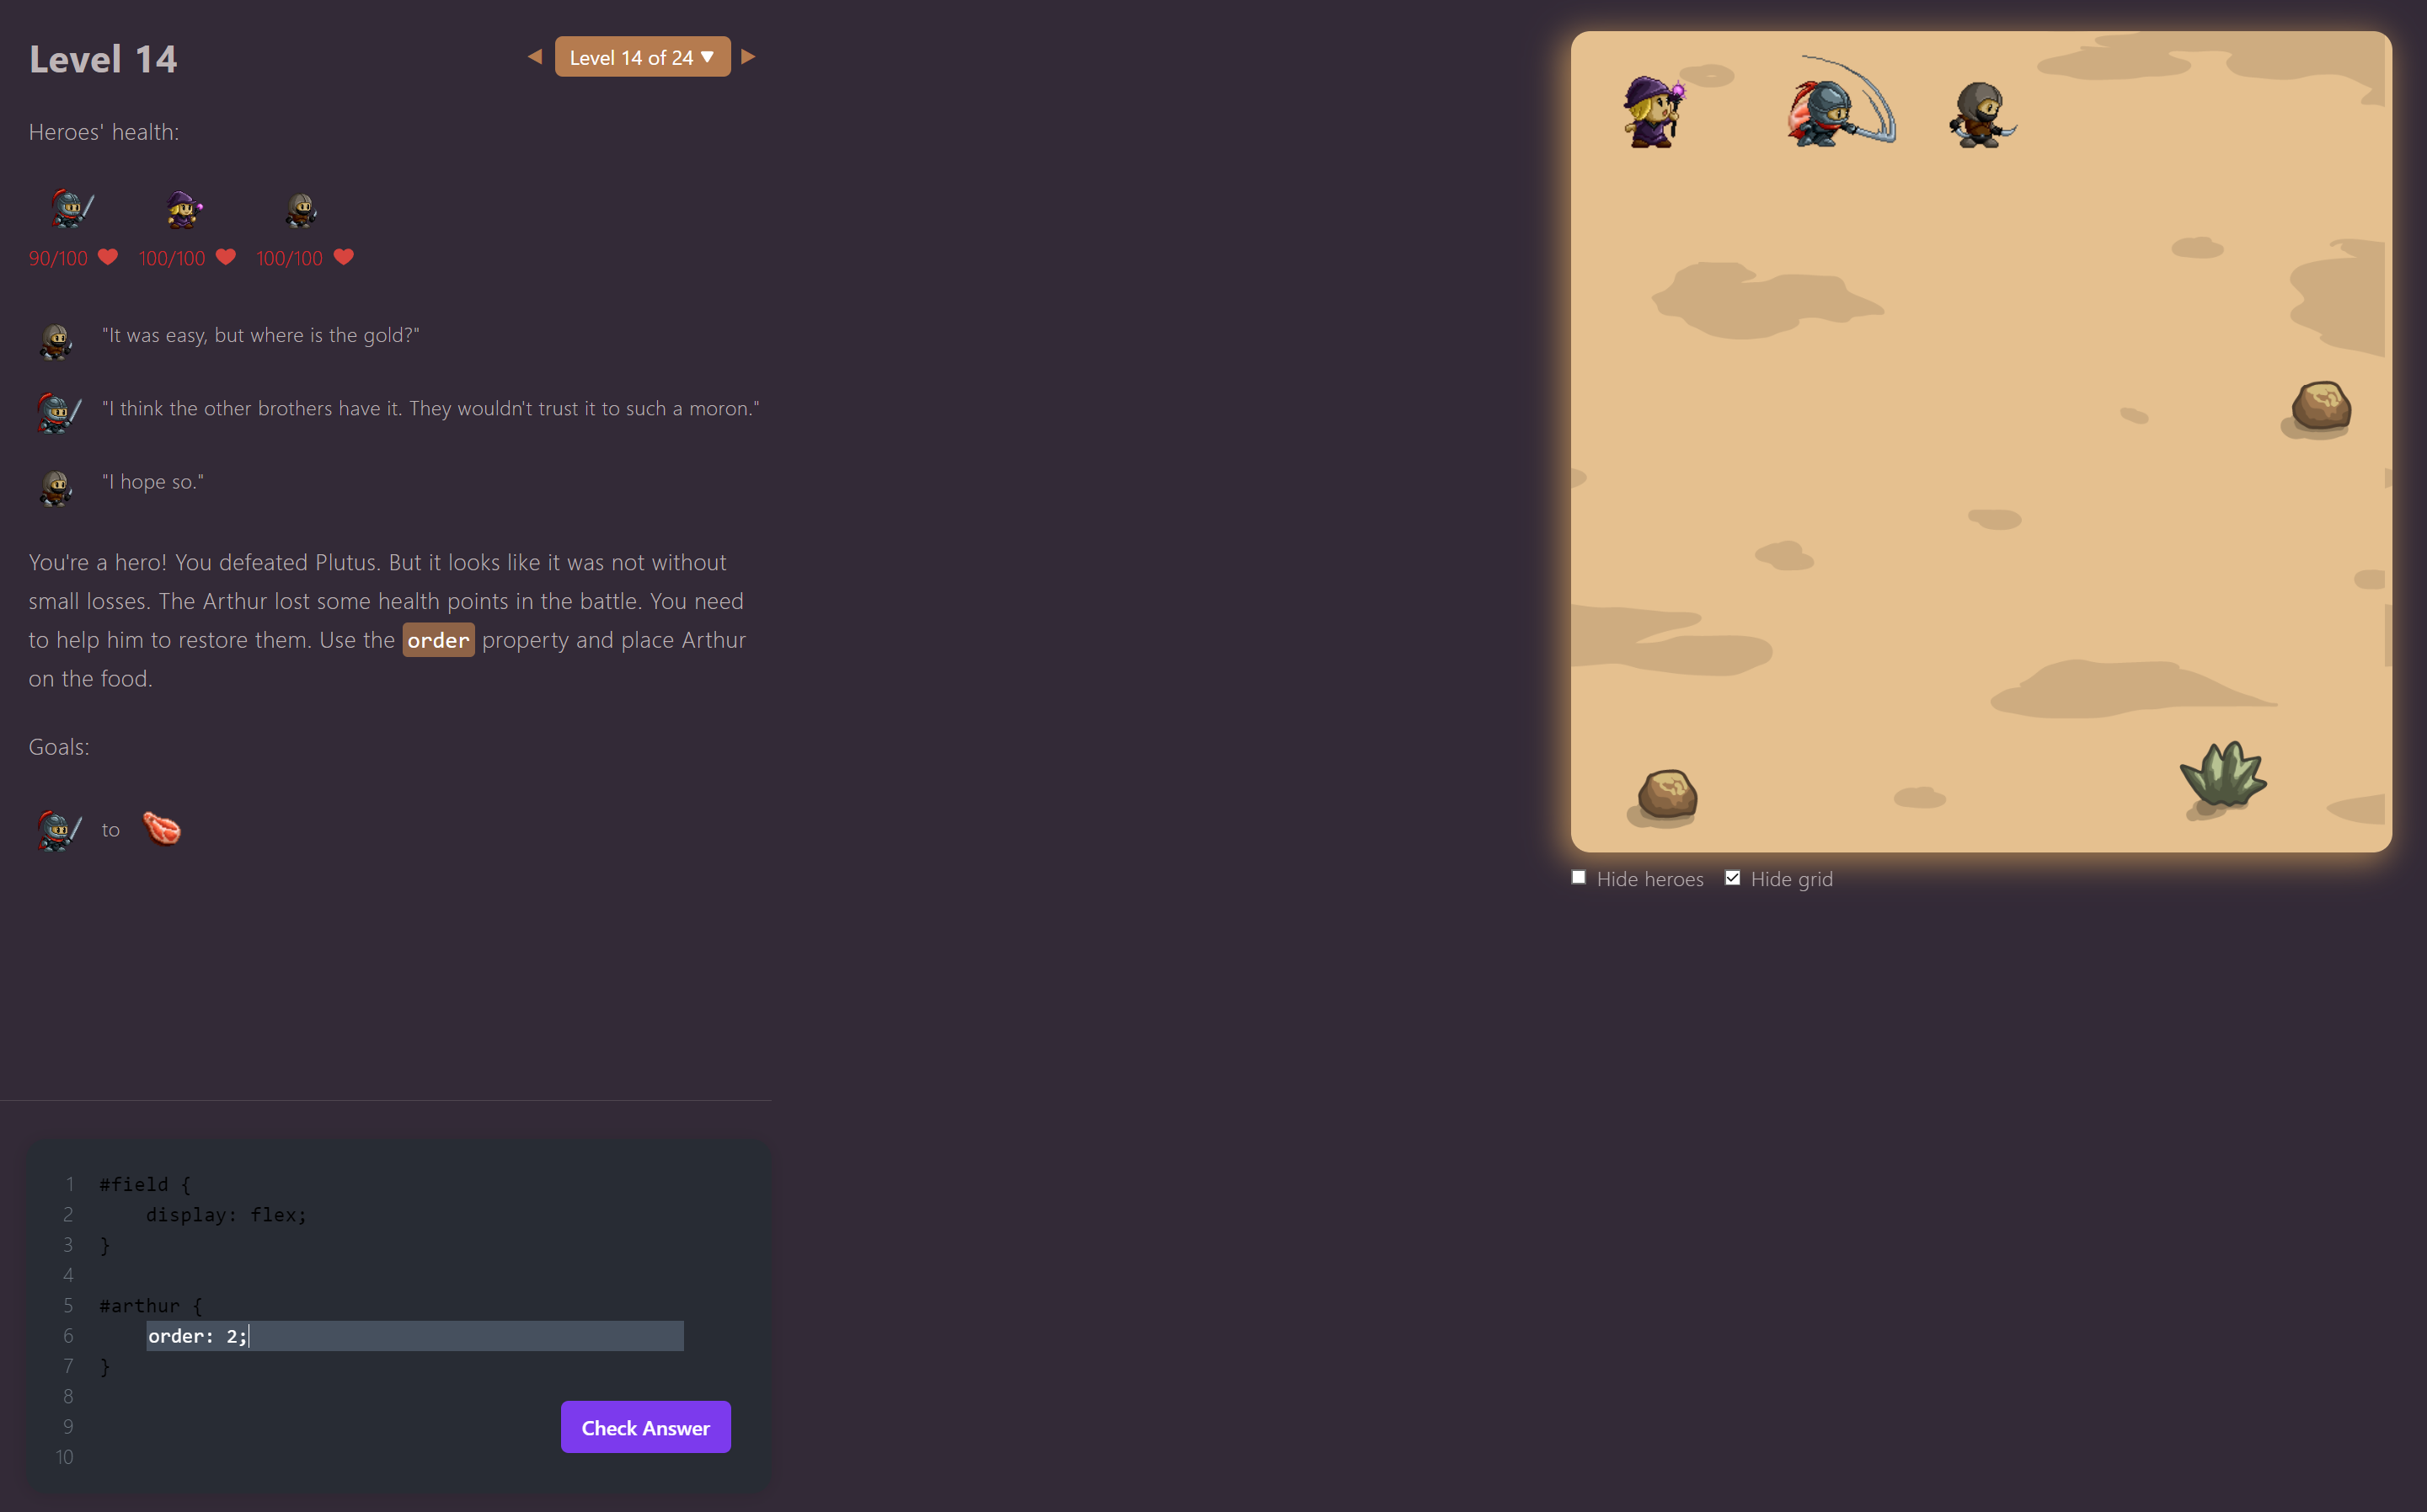 Level 14
Level 14 of 24 ▼
Heroes' health:
90/100
100/100
100/100
"It was easy, but where is the gold?"
"I think the other brothers have it. They wouldn't trust it to such a moron."
"I hope so."
You're a hero! You defeated Plutus. But it looks like it was not without
small losses. The Arthur lost some health points in the battle. You need
to help him to restore them. Use the order property and place Arthur
on the food.
Goals:
to
Hide heroes
Hide grid
1 #field {
2 display: flex;
3 }
4
5 #arthur {
6 order: 2;
7 }
8
9
10
Check Answer